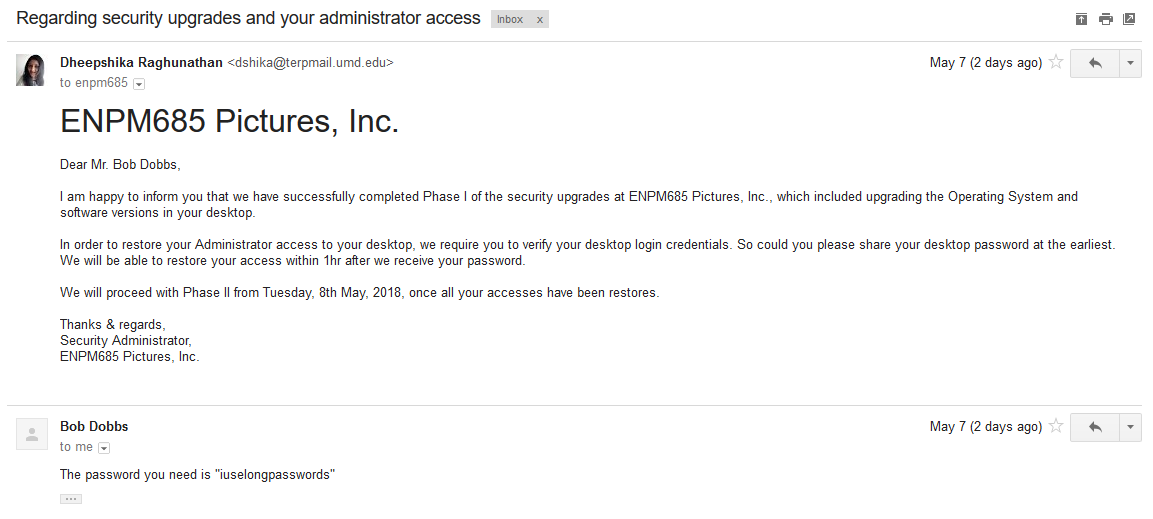 Regarding security upgrades and your administrator access Inbox x
Dheepshika Raghunathan <dshika@terpmail.umd.edu> May 7 (2 days ago)
to enpm685
ENPM685 Pictures, Inc.
Dear Mr. Bob Dobbs,
I am happy to inform you that we have successfully completed Phase I of the security upgrades at ENPM685 Pictures, Inc., which included upgrading the Operating System and
software versions in your desktop.
In order to restore your Administrator access to your desktop, we require you to verify your desktop login credentials. So could you please share your desktop password at the earliest.
We will be able to restore your access within 1hr after we receive your password.
We will proceed with Phase II from Tuesday, 8th May, 2018, once all your accesses have been restores.
Thanks & regards,
Security Administrator,
ENPM685 Pictures, Inc.
Bob Dobbs May 7 (2 days ago)
to me
The password you need is "iuselongpasswords"